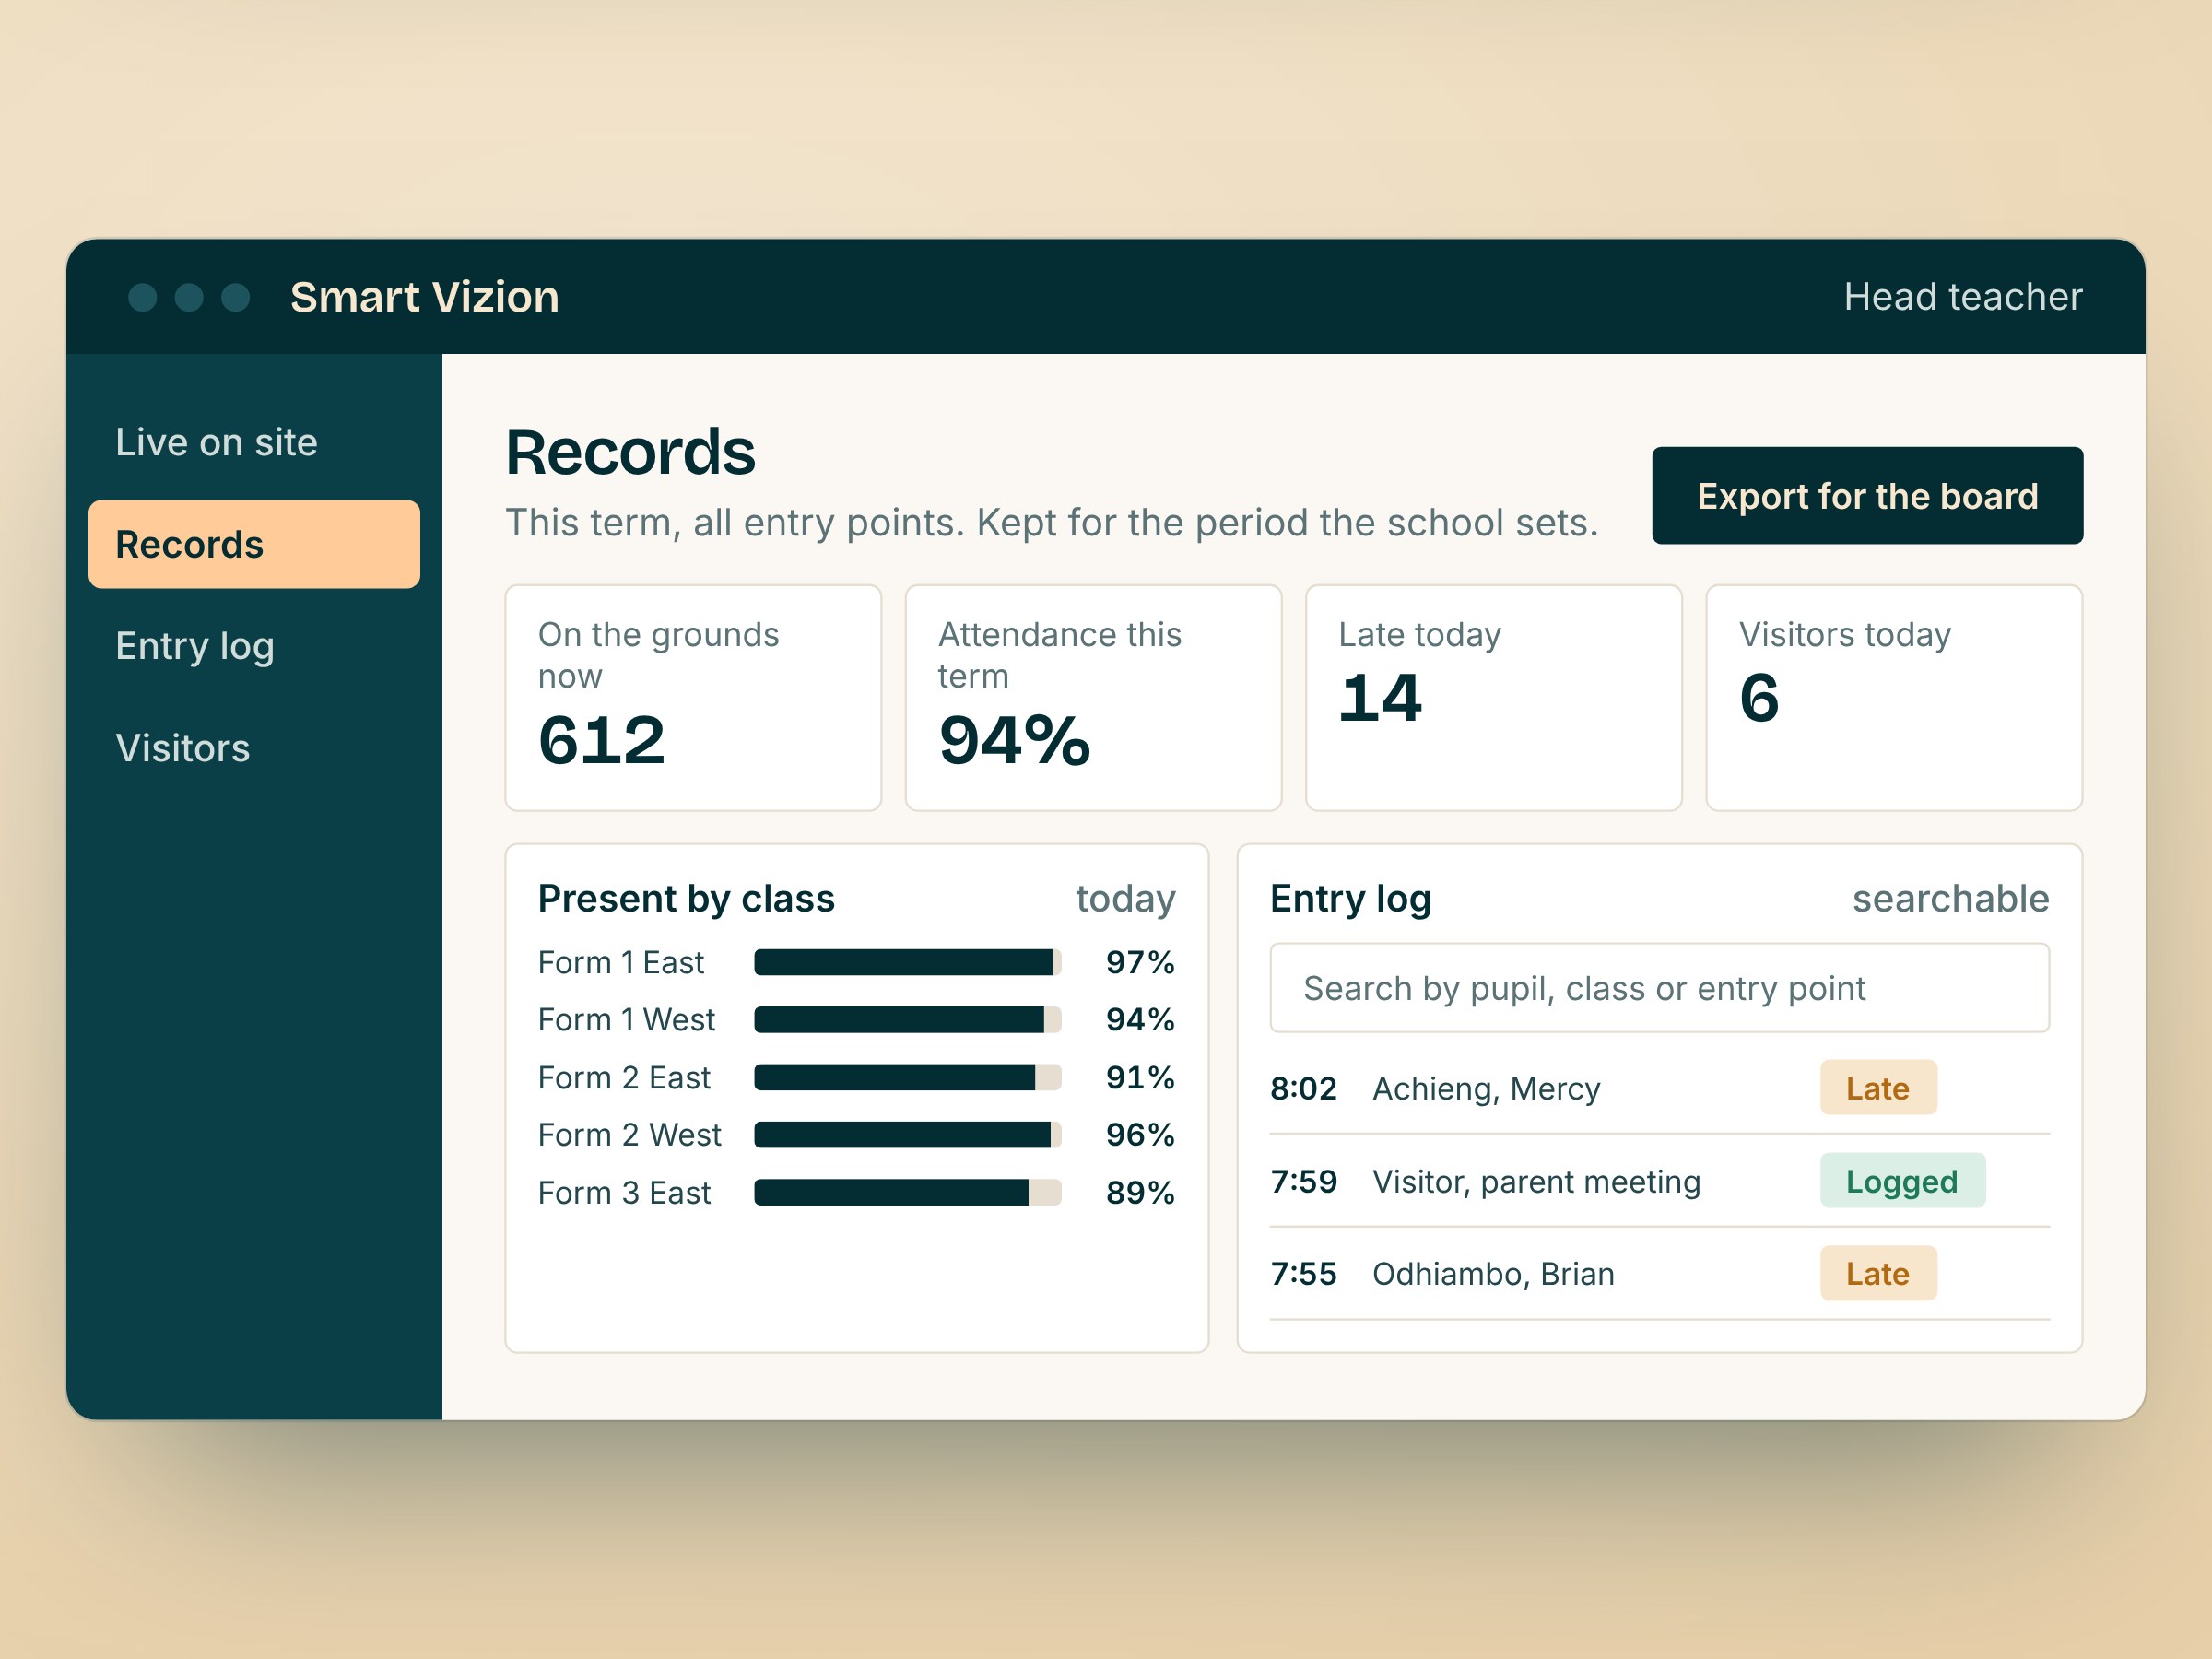 Smart Vizion
Head teacher
Live on site
Records
Entry log
Visitors
Records
This term, all entry points. Kept for the period the school sets.
Export for the board
On the grounds
now
612
Attendance this
term
94%
Late today
14
Visitors today
6
Present by class
today
Form 1 East 97%
Form 1 West 94%
Form 2 East 91%
Form 2 West 96%
Form 3 East 89%
Entry log
searchable
Search by pupil, class or entry point
8:02 Achieng, Mercy Late
7:59 Visitor, parent meeting Logged
7:55 Odhiambo, Brian Late